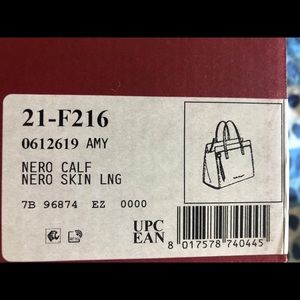 21-F216
0612619 AMY
NERO CALF
NERO SKIN LNG
7B 96874 EZ 0000
UPC
EAN
8 017578 740445